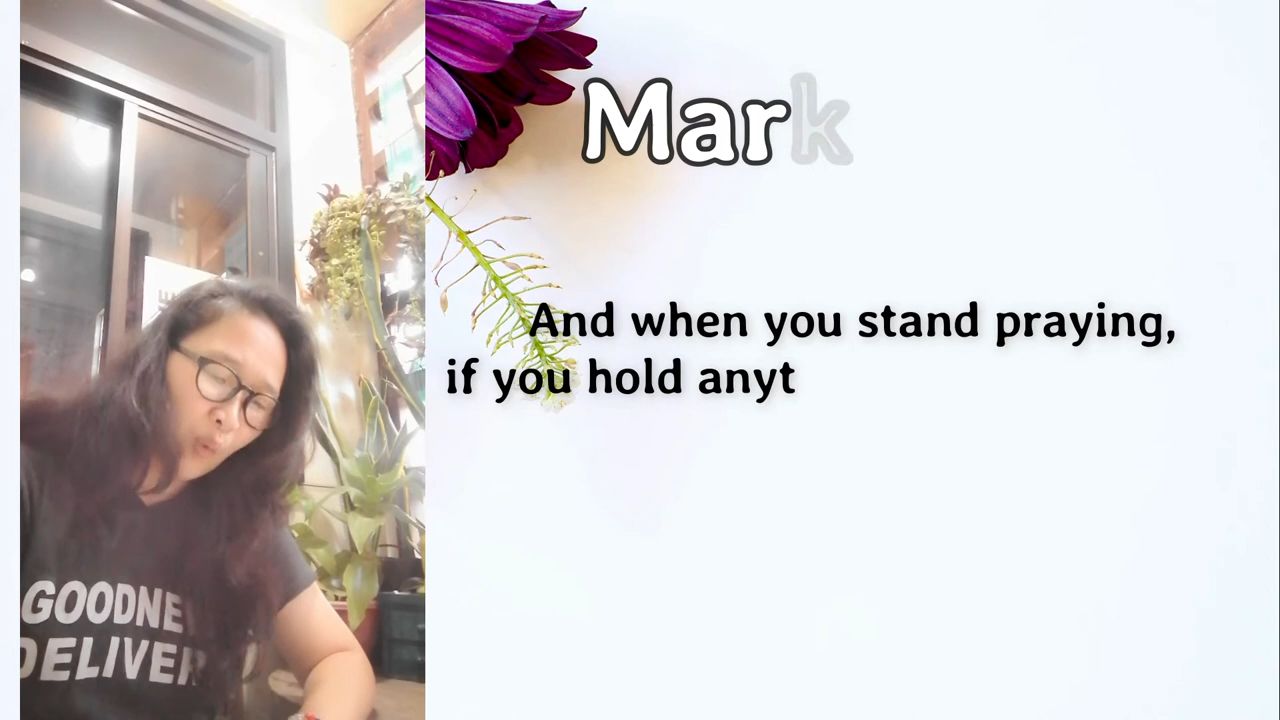 Mark
And when you stand praying,
if you hold anyt
GOODNE
DELIVER